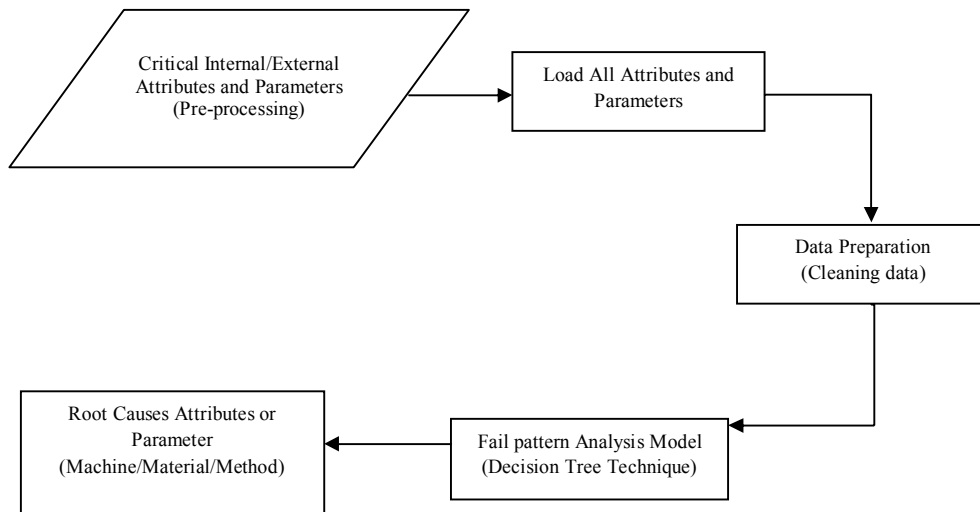 Critical Internal/External
Attributes and Parameters
(Pre-processing)
Load All Attributes and
Parameters
Data Preparation
(Cleaning data)
Fail pattern Analysis Model
(Decision Tree Technique)
Root Causes Attributes or
Parameter
(Machine/Material/Method)